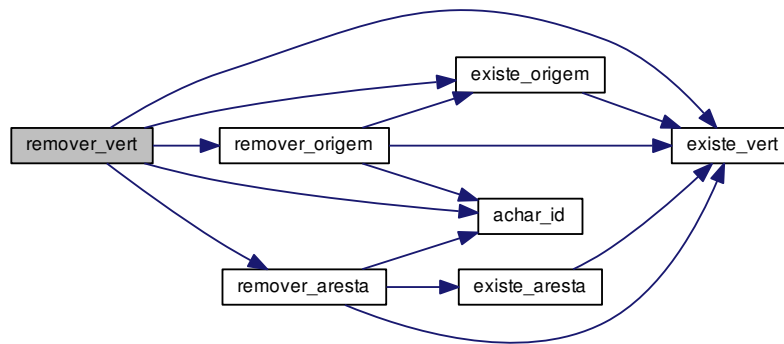 existe_origem
remover_vert
remover_origem
existe_vert
achar_id
remover_aresta
existe_aresta